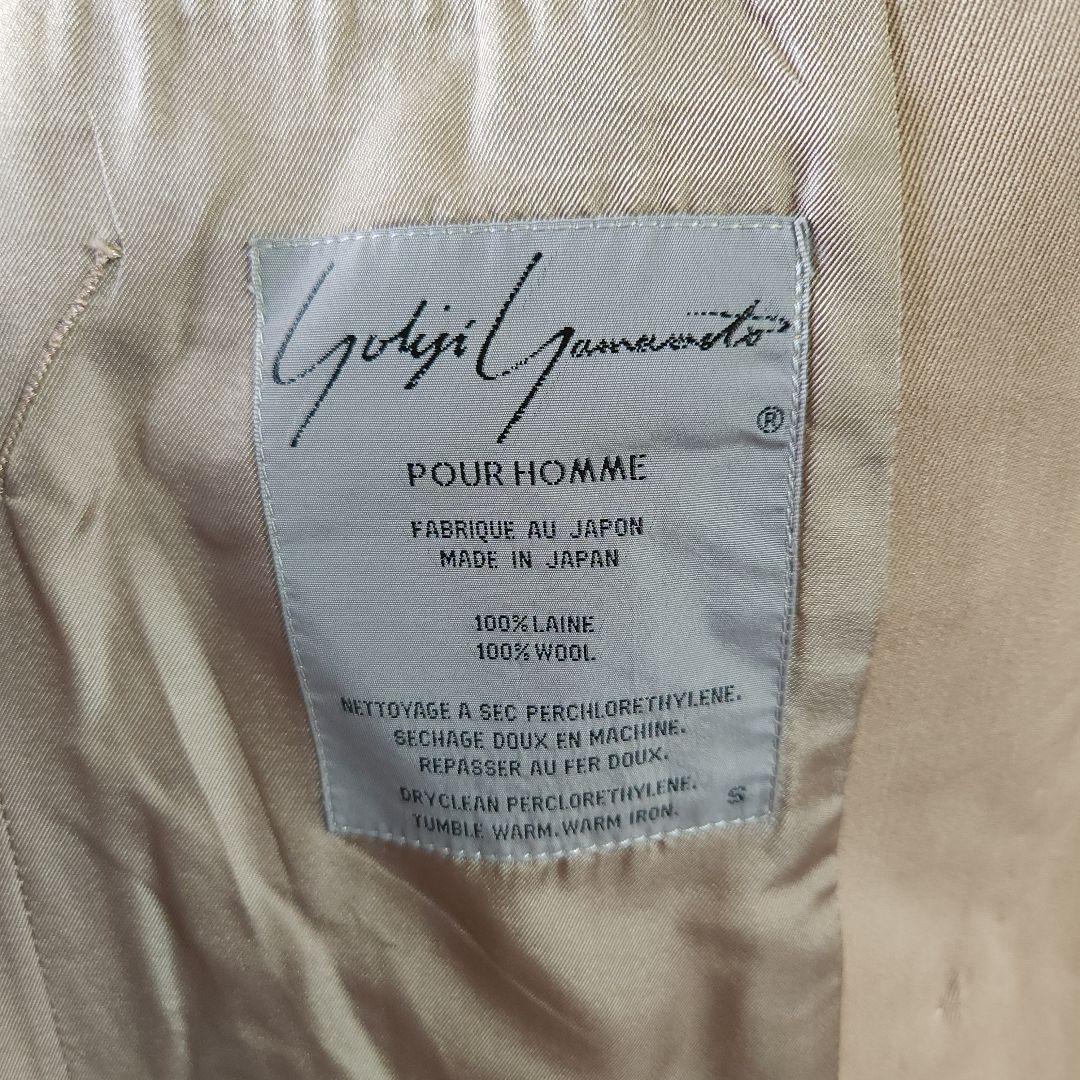 Yohji Yamamoto
®
POUR HOMME
FABRIQUE AU JAPON
MADE IN JAPAN
100% LAINE
100% WOOL
NETTOYAGE A SEC PERCHLORETHYLENE.
SECHAGE DOUX EN MACHINE.
REPASSER AU FER DOUX.
DRYCLEAN PERCLORETHYLENE.
TUMBLE WARM. WARM IRON.
S